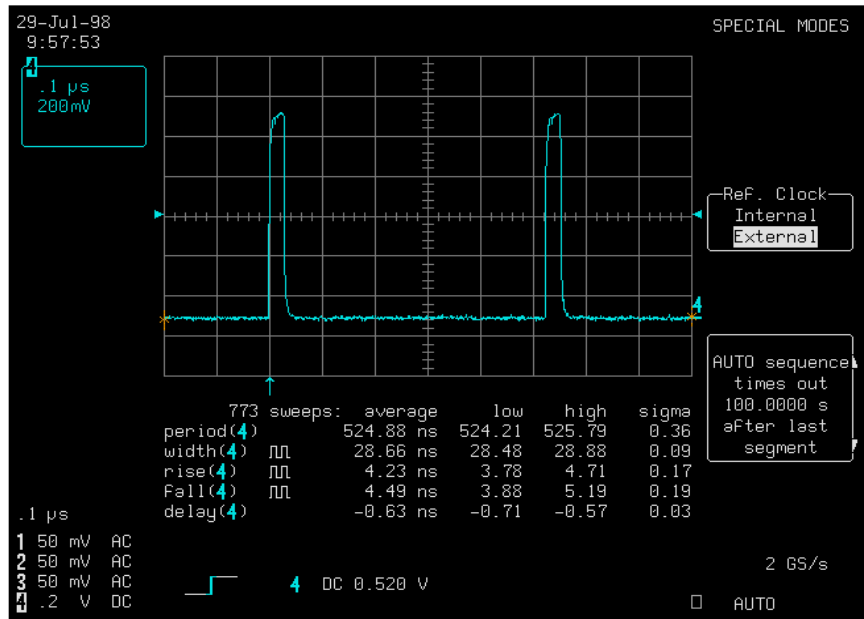 29-Jul-98
9:57:53
SPECIAL MODES
4
.1 µs
200mV
Ref. Clock
Internal
External
4
AUTO sequence
times out
100.0000 s
after last
segment
773 sweeps: average low high sigma
period(4) 524.88 ns 524.21 525.79 0.36
width(4) 28.66 ns 28.48 28.88 0.09
rise(4) 4.23 ns 3.78 4.71 0.17
fall(4) 4.49 ns 3.88 5.19 0.19
delay(4) -0.63 ns -0.71 -0.57 0.03
.1 µs
1 50 mV AC
2 50 mV AC
3 50 mV AC
4 .2 V DC
4 DC 0.520 V
2 GS/s
AUTO